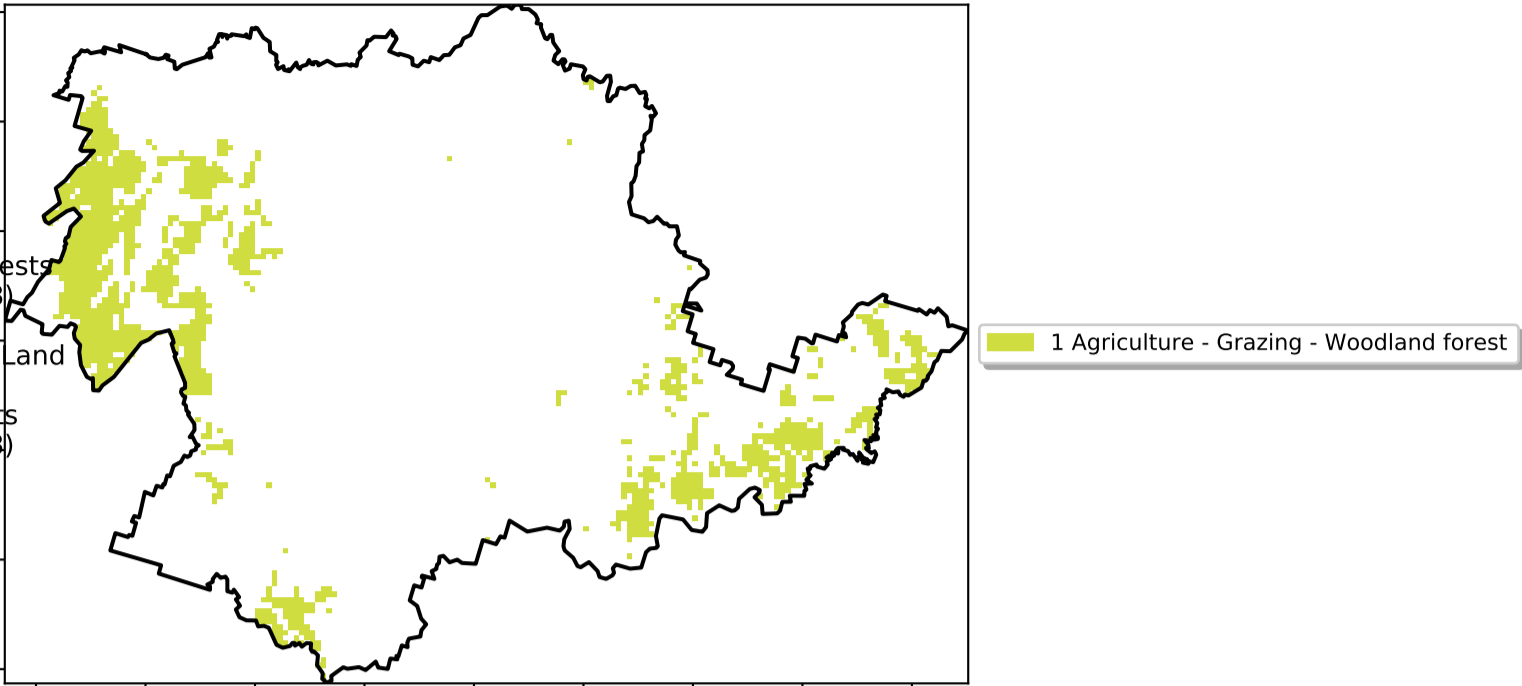 ests
)
Land
s
)
1 Agriculture - Grazing - Woodland forest